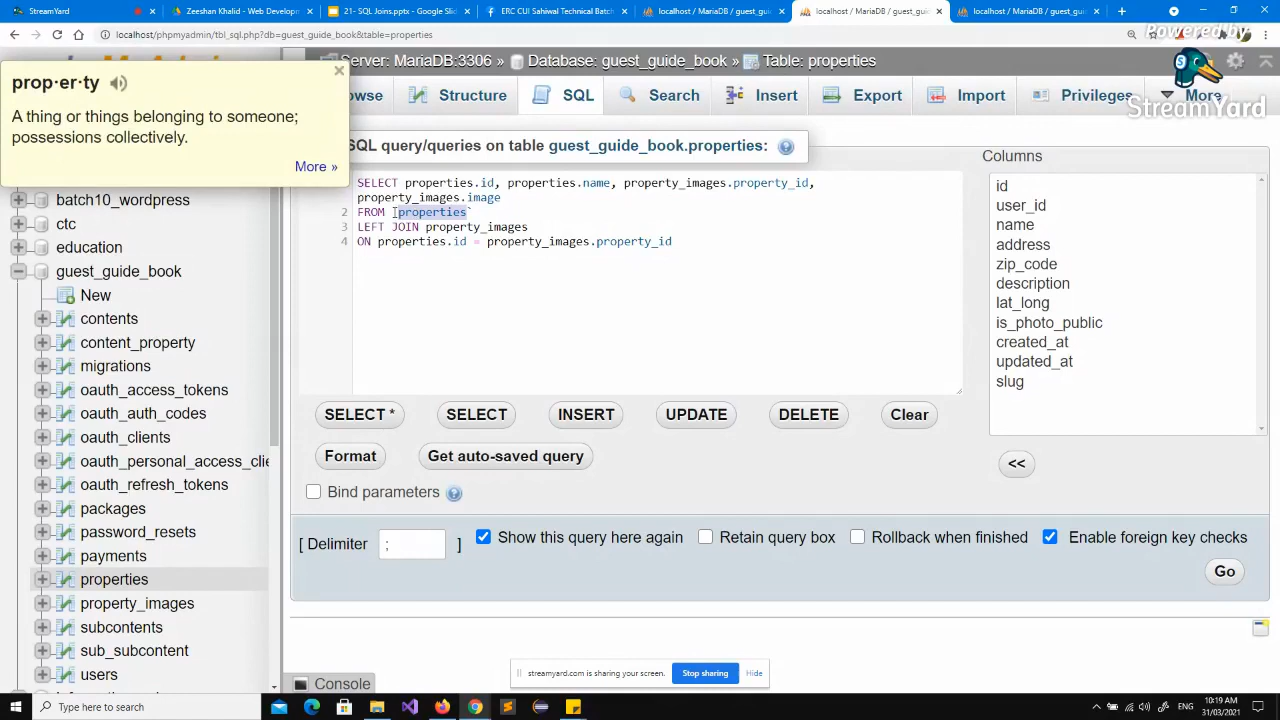 StreamYard
Zeeshan Khalid - Web Developm
21- SQL Joins.pptx - Google Slid
ERC CUI Sahiwal Technical Batch
localhost / MariaDB / guest_guid
localhost / MariaDB / guest_guid
localhost / MariaDB / guest_guid
localhost/phpmyadmin/tbl_sql.php?db=guest_guide_book&table=properties
Powered by
StreamYard
Server: MariaDB:3306 » Database: guest_guide_book » Table: properties
Structure SQL Search Insert Export Import Privileges More
prop·er·ty
A thing or things belonging to someone;
possessions collectively.
More »
SQL query/queries on table guest_guide_book.properties:
SELECT properties.id, properties.name, property_images.property_id,
property_images.image
2 FROM `properties`
3 LEFT JOIN property_images
4 ON properties.id = property_images.property_id
Columns
id
user_id
name
address
zip_code
description
lat_long
is_photo_public
created_at
updated_at
slug
<<
batch10_wordpress
ctc
education
guest_guide_book
New
contents
content_property
migrations
oauth_access_tokens
oauth_auth_codes
oauth_clients
oauth_personal_access_clie
oauth_refresh_tokens
packages
password_resets
payments
properties
property_images
subcontents
sub_subcontent
users
SELECT * SELECT INSERT UPDATE DELETE Clear
Format Get auto-saved query
Bind parameters
[ Delimiter ; ] Show this query here again Retain query box Rollback when finished Enable foreign key checks
Go
Console
streamyard.com is sharing your screen. Stop sharing Hide
Type here to search
ENG
10:19 AM
31/03/2021